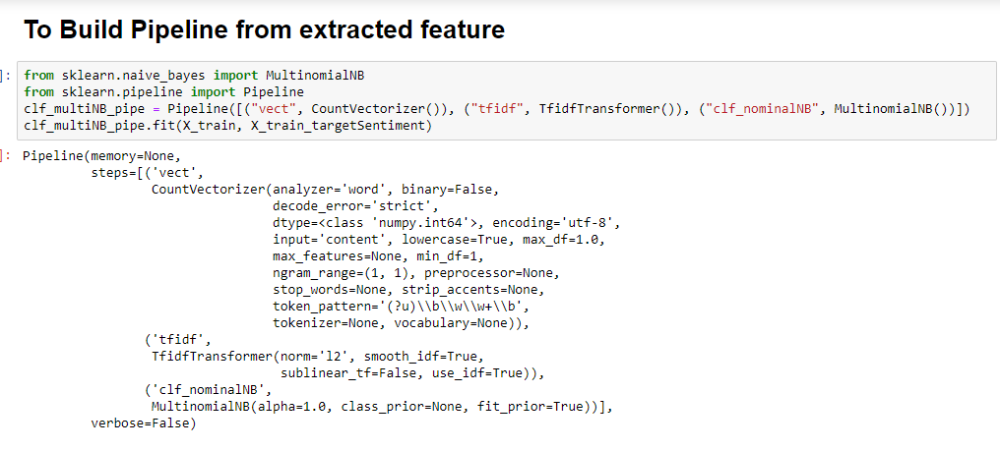 To Build Pipeline from extracted feature
]: from sklearn.naive_bayes import MultinomialNB
from sklearn.pipeline import Pipeline
clf_multiNB_pipe = Pipeline([("vect", CountVectorizer()), ("tfidf", TfidfTransformer()), ("clf_nominalNB", MultinomialNB())])
clf_multiNB_pipe.fit(X_train, X_train_targetSentiment)
]: Pipeline(memory=None,
steps=[('vect',
CountVectorizer(analyzer='word', binary=False,
decode_error='strict',
dtype=<class 'numpy.int64'>, encoding='utf-8',
input='content', lowercase=True, max_df=1.0,
max_features=None, min_df=1,
ngram_range=(1, 1), preprocessor=None,
stop_words=None, strip_accents=None,
token_pattern='(?u)\\b\\w\\w+\\b',
tokenizer=None, vocabulary=None)),
('tfidf',
TfidfTransformer(norm='l2', smooth_idf=True,
sublinear_tf=False, use_idf=True)),
('clf_nominalNB',
MultinomialNB(alpha=1.0, class_prior=None, fit_prior=True))],
verbose=False)